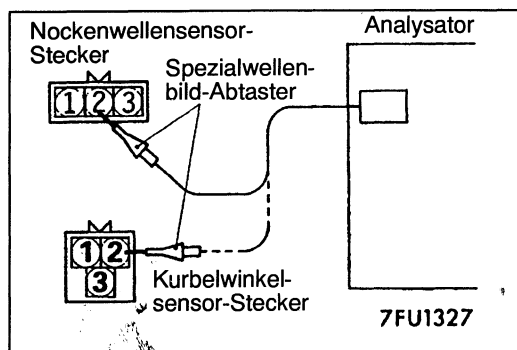 Nockenwellensensor-
Stecker
Analysator
Spezialwellen-
bild-Abtaster
1 2 3
1 2
3
Kurbelwinkel-
sensor-Stecker
7FU1327